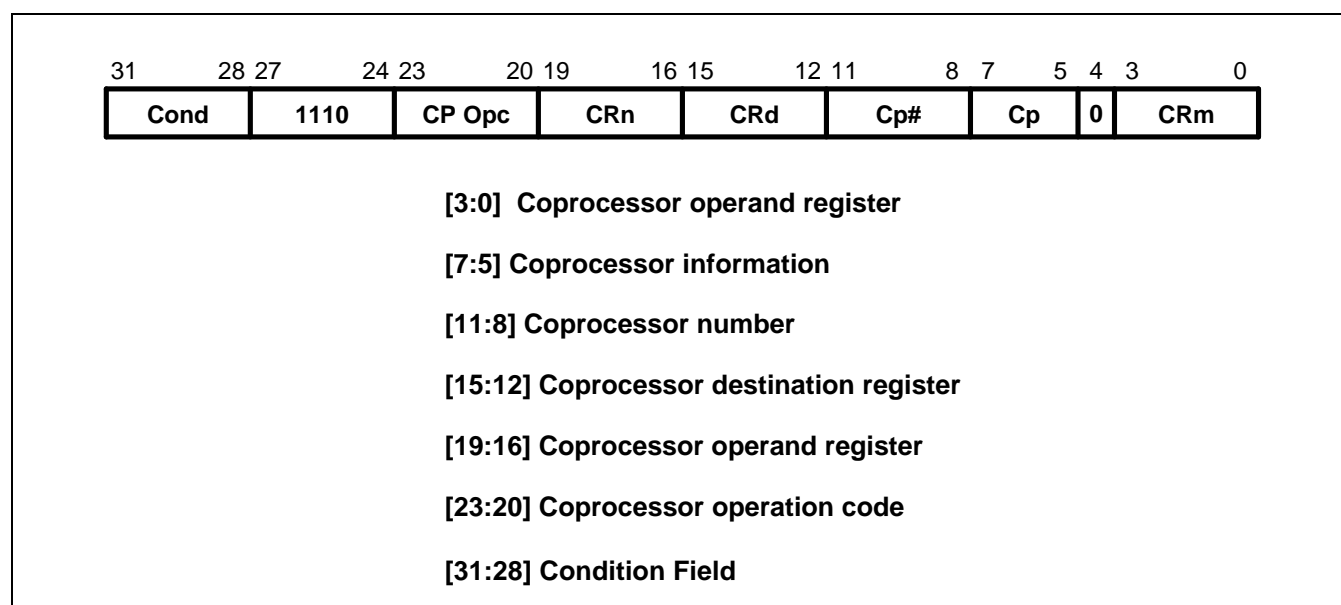 31 28 27 24 23 20 19 16 15 12 11 8 7 5 4 3 0
Cond 1110 CP Opc CRn CRd Cp# Cp 0 CRm
[3:0] Coprocessor operand register
[7:5] Coprocessor information
[11:8] Coprocessor number
[15:12] Coprocessor destination register
[19:16] Coprocessor operand register
[23:20] Coprocessor operation code
[31:28] Condition Field